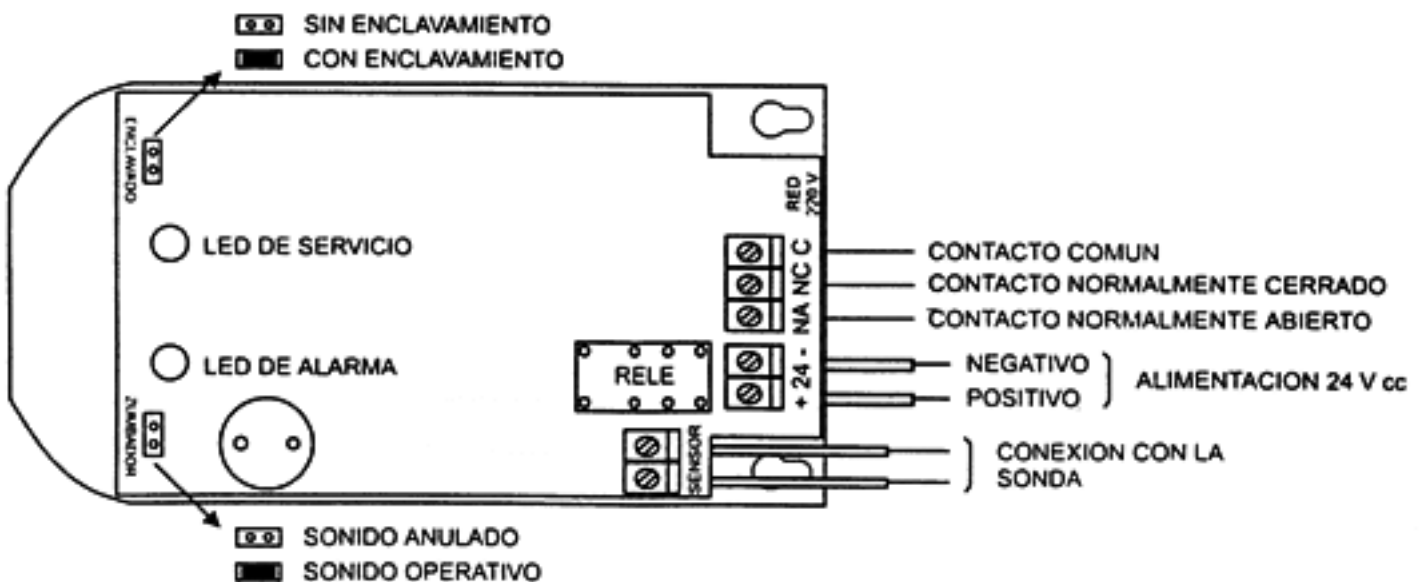 SIN ENCLAVAMIENTO
CON ENCLAVAMIENTO
ENCLAVADO
LED DE SERVICIO
LED DE ALARMA
ZUMBADOR
RELE
SENSOR
RED
220 V
C
NC
NA
-
24
+
CONTACTO COMUN
CONTACTO NORMALMENTE CERRADO
CONTACTO NORMALMENTE ABIERTO
NEGATIVO
POSITIVO
ALIMENTACION 24 V cc
CONEXION CON LA
SONDA
SONIDO ANULADO
SONIDO OPERATIVO